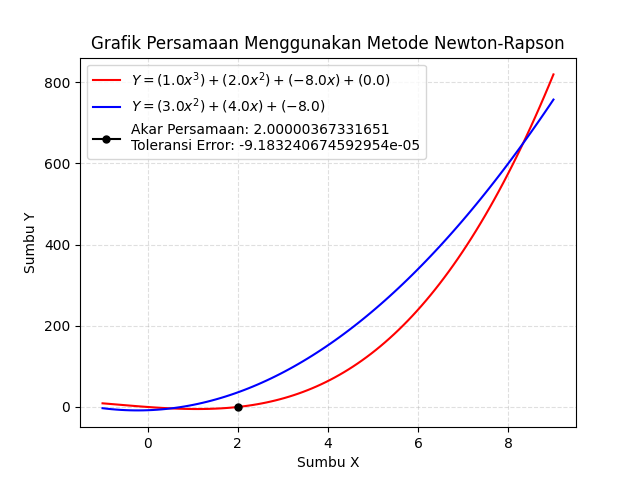 Grafik Persamaan Menggunakan Metode Newton-Rapson
Y = (1.0x³) + (2.0x²) + (−8.0x) + (0.0)
Y = (3.0x²) + (4.0x) + (−8.0)
Akar Persamaan: 2.00000367331651
Toleransi Error: -9.183240674592954e-05
800
600
400
200
0
Sumbu Y
0 2 4 6 8
Sumbu X